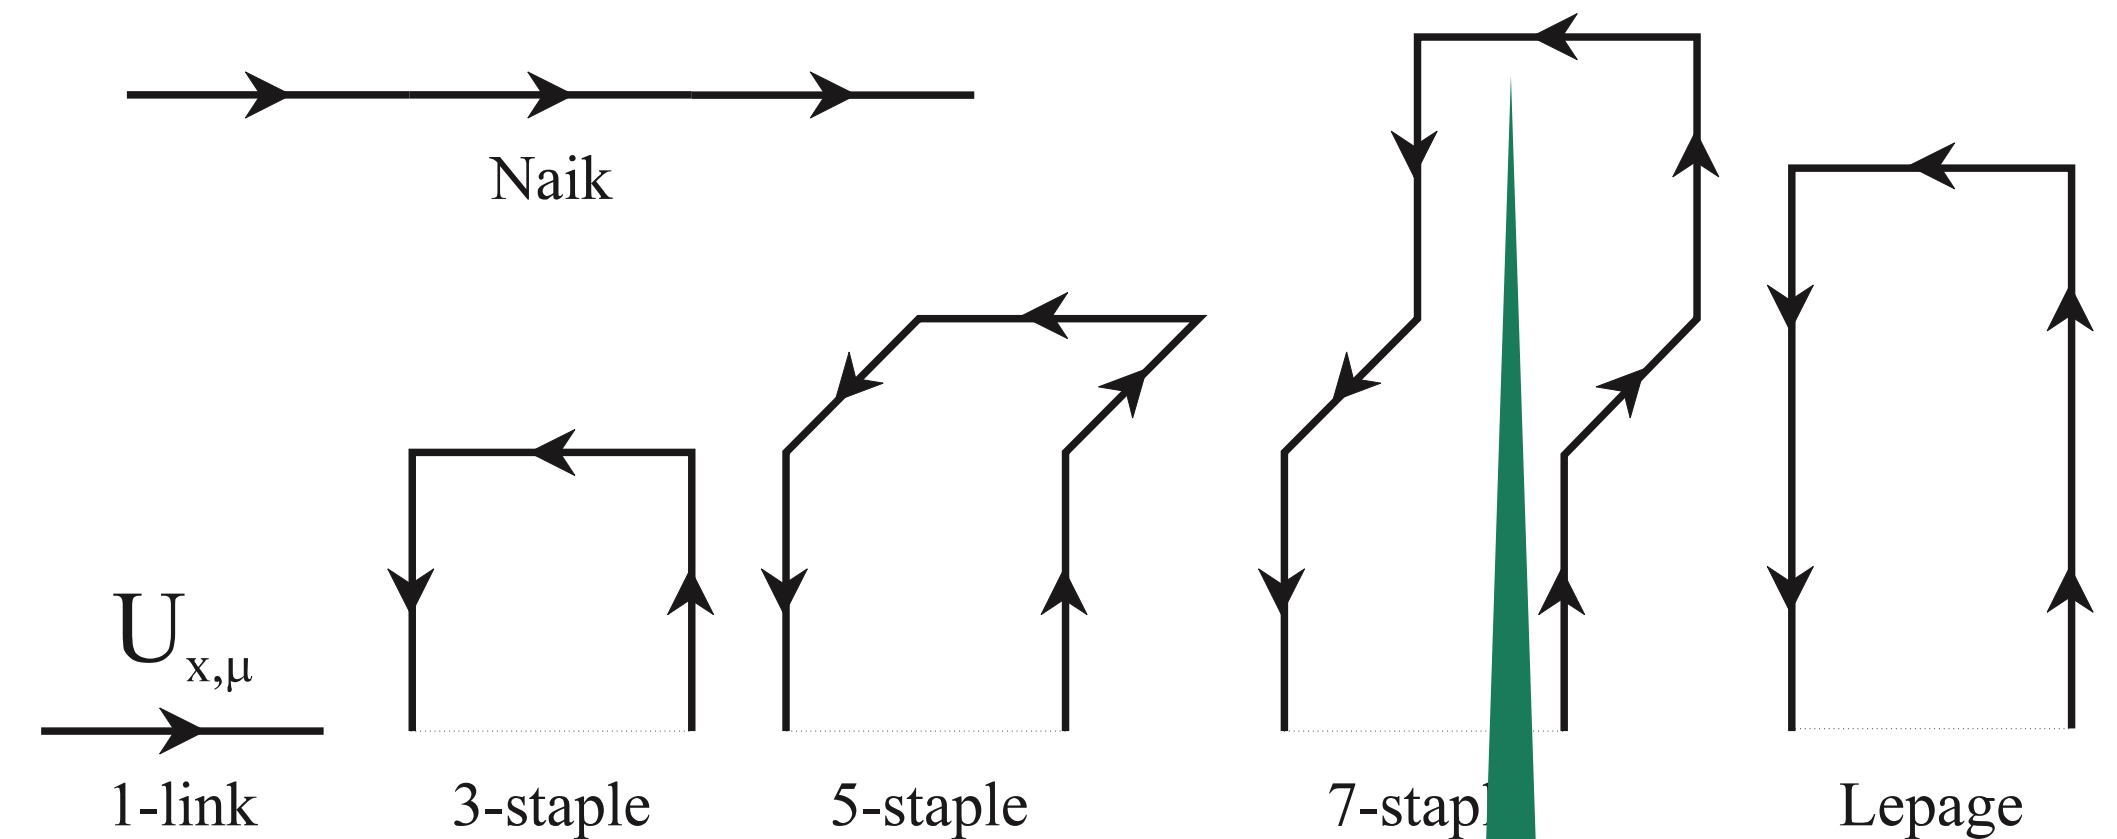 Naik
U x,μ
1-link
3-staple
5-staple
Lepage